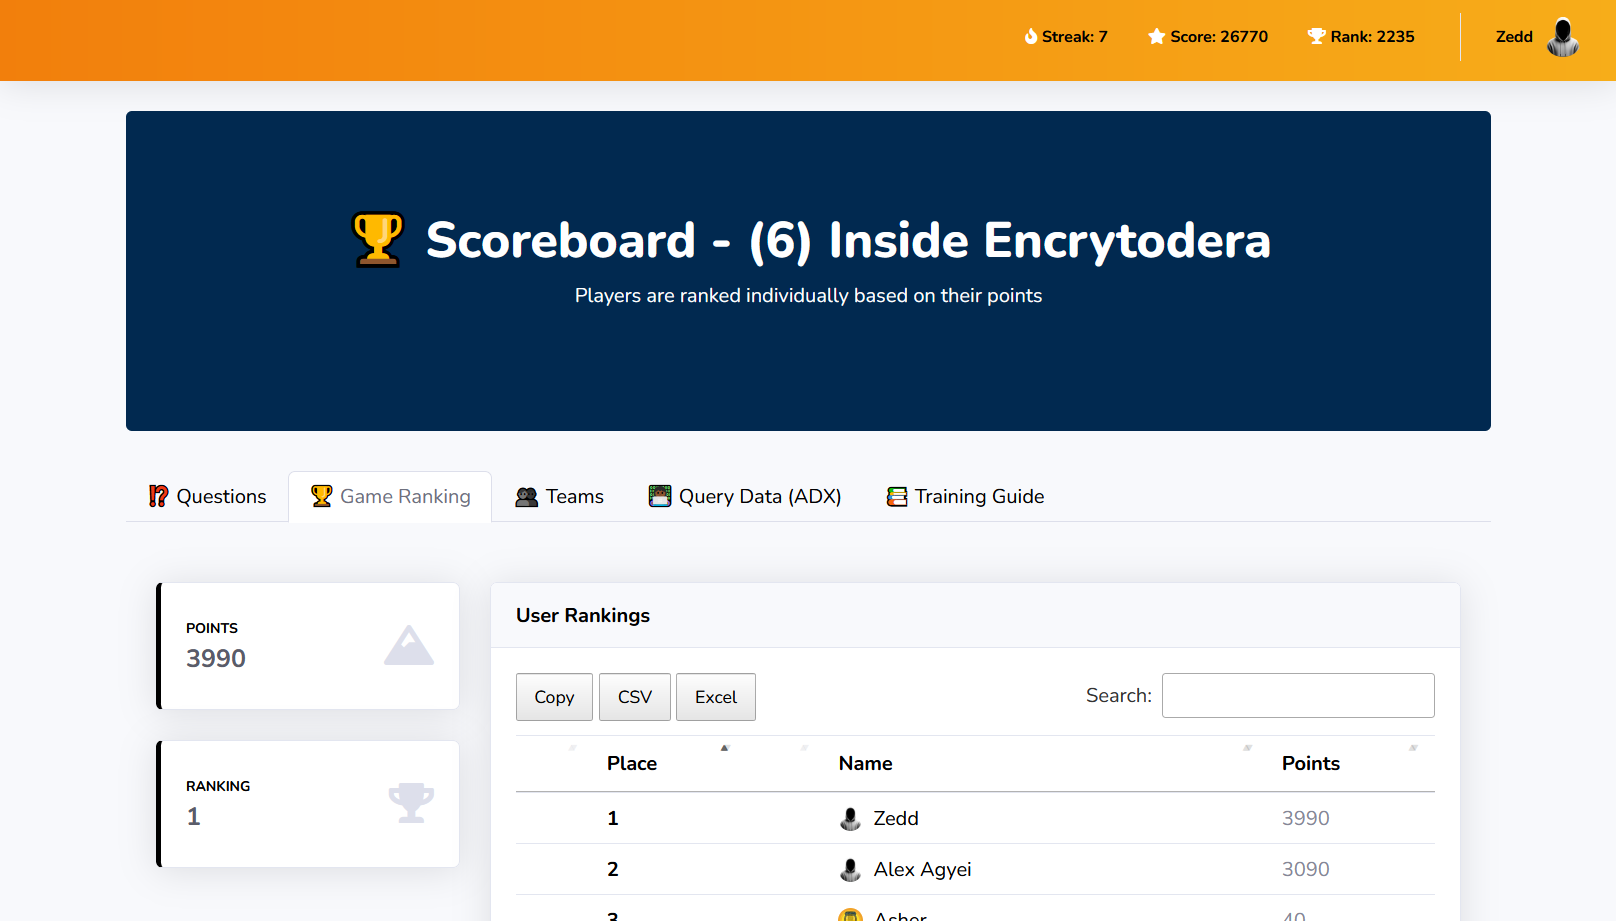 Streak: 7 Score: 26770 Rank: 2235 Zedd
Scoreboard - (6) Inside Encrytodera
Players are ranked individually based on their points
Questions Game Ranking Teams Query Data (ADX) Training Guide
POINTS
3990
RANKING
1
User Rankings
Copy CSV Excel Search:
Place Name Points
1 Zedd 3990
2 Alex Agyei 3090
3 Asher 40